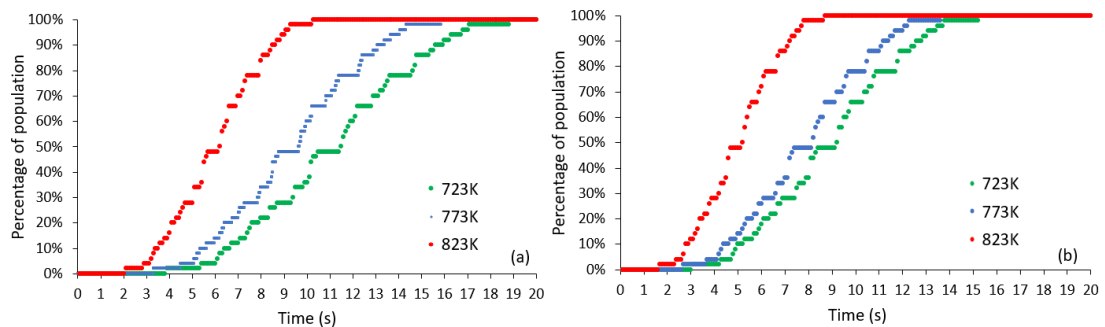 100%
90%
80%
70%
60%
50%
40%
30%
20%
10%
0%
Percentage of population
723K
773K
823K
(a)
0 1 2 3 4 5 6 7 8 9 10 11 12 13 14 15 16 17 18 19 20
Time (s)
100%
90%
80%
70%
60%
50%
40%
30%
20%
10%
0%
Percentage of population
723K
773K
823K
(b)
0 1 2 3 4 5 6 7 8 9 10 11 12 13 14 15 16 17 18 19 20
Time (s)